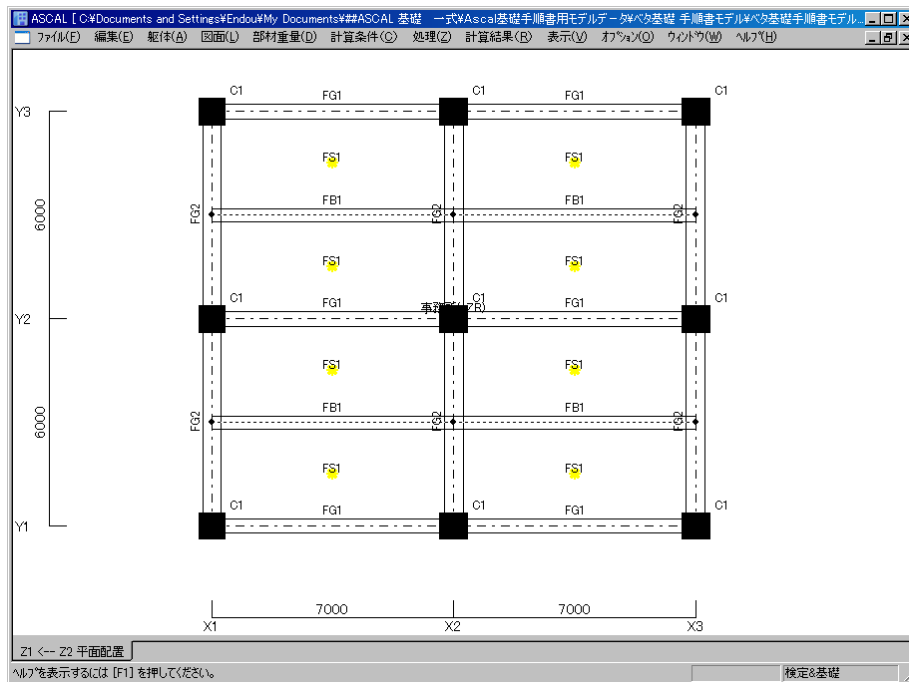 ASCAL [ C:¥Documents and Settings¥Endou¥My Documents¥##ASCAL 基礎　一式¥Ascal基礎手順書用モデルデータ¥ベタ基礎 手順書モデル¥ベタ基礎手順書モデル...
ファイル(F) 編集(E) 躯体(A) 図面(L) 部材重量(D) 計算条件(C) 処理(Z) 計算結果(R) 表示(V) オプション(O) ウィンドウ(W) ヘルプ(H)
C1 C1 C1
FG1 FG1
Y3
FS1 FS1
FB1 FB1
FG2 FG2 FG2
6000
FS1 FS1
C1 C1 C1
FG1 FG1
Y2
FS1 FS1
FB1 FB1
FG2 FG2 FG2
6000
FS1 FS1
C1 C1 C1
FG1 FG1
Y1
7000 7000
X1 X2 X3
Z1 <-- Z2 平面配置
ヘルプを表示するには [F1] を押してください。 検定&基礎